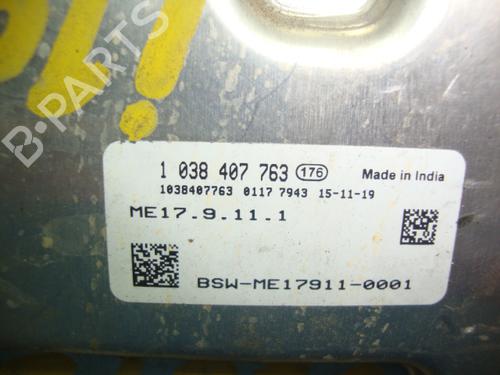 B-PARTS
1 038 407 763 176 Made in India
1038407763 0117 7943 15-11-19
ME17.9.11.1
BSW-ME17911-0001